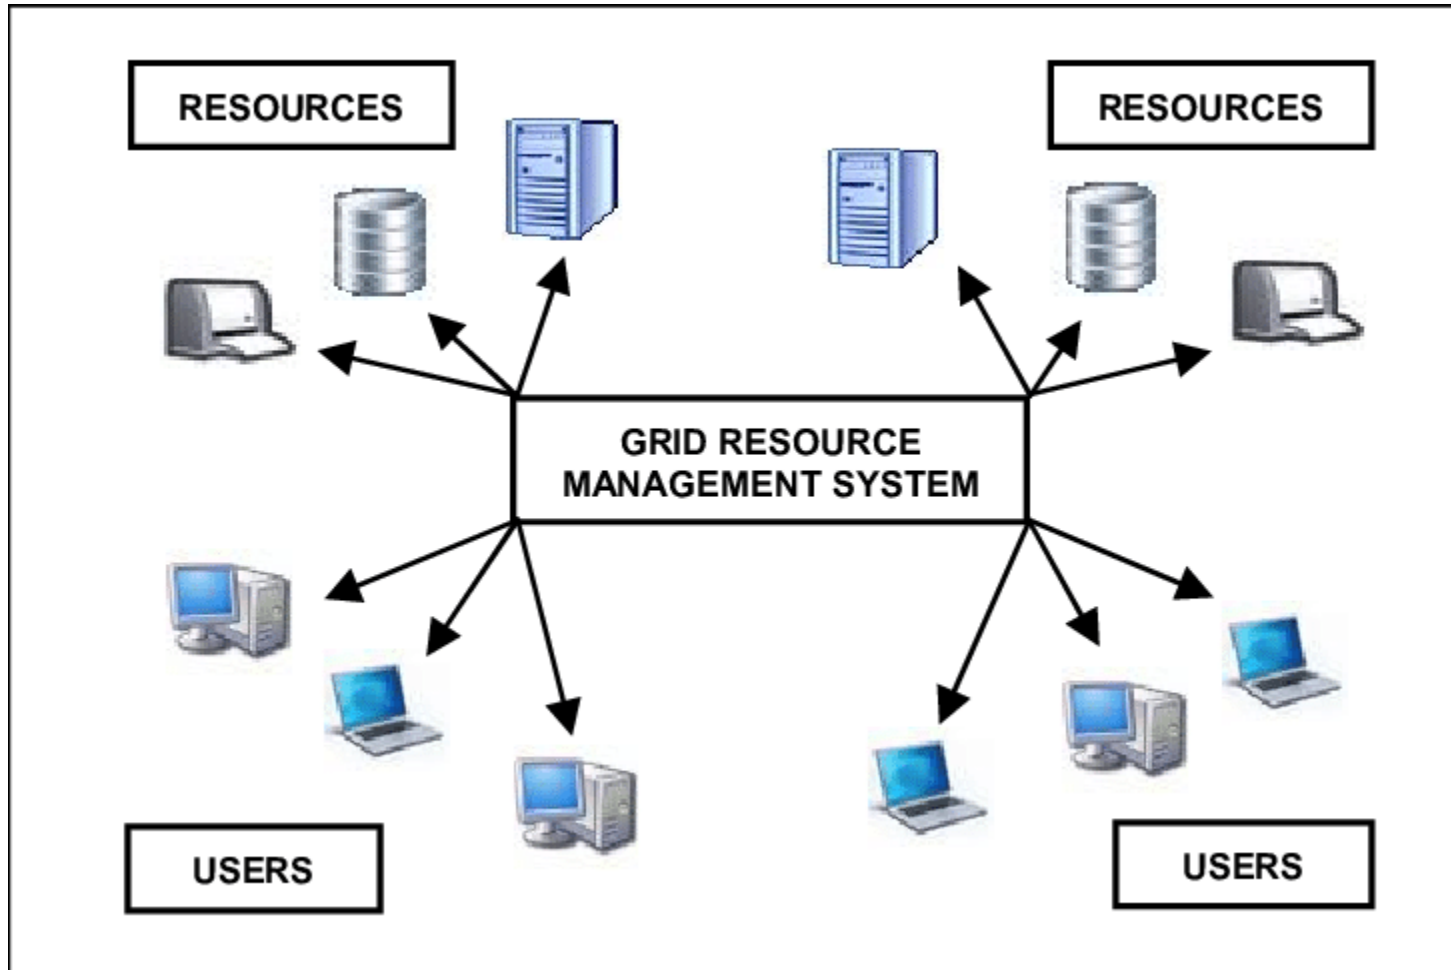 RESOURCES
RESOURCES
GRID RESOURCE
MANAGEMENT SYSTEM
USERS
USERS